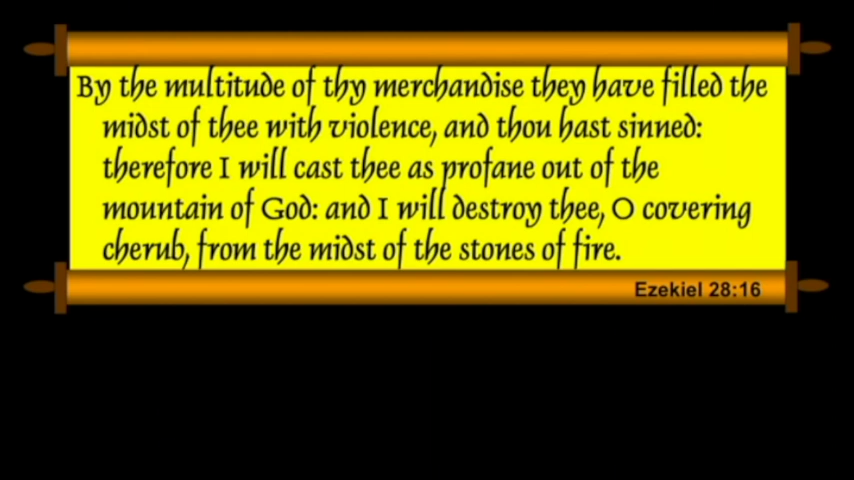 By the multitude of thy merchandise they have filled the
midst of thee with violence, and thou hast sinned:
therefore I will cast thee as profane out of the
mountain of God: and I will destroy thee, O covering
cherub, from the midst of the stones of fire.
Ezekiel 28:16